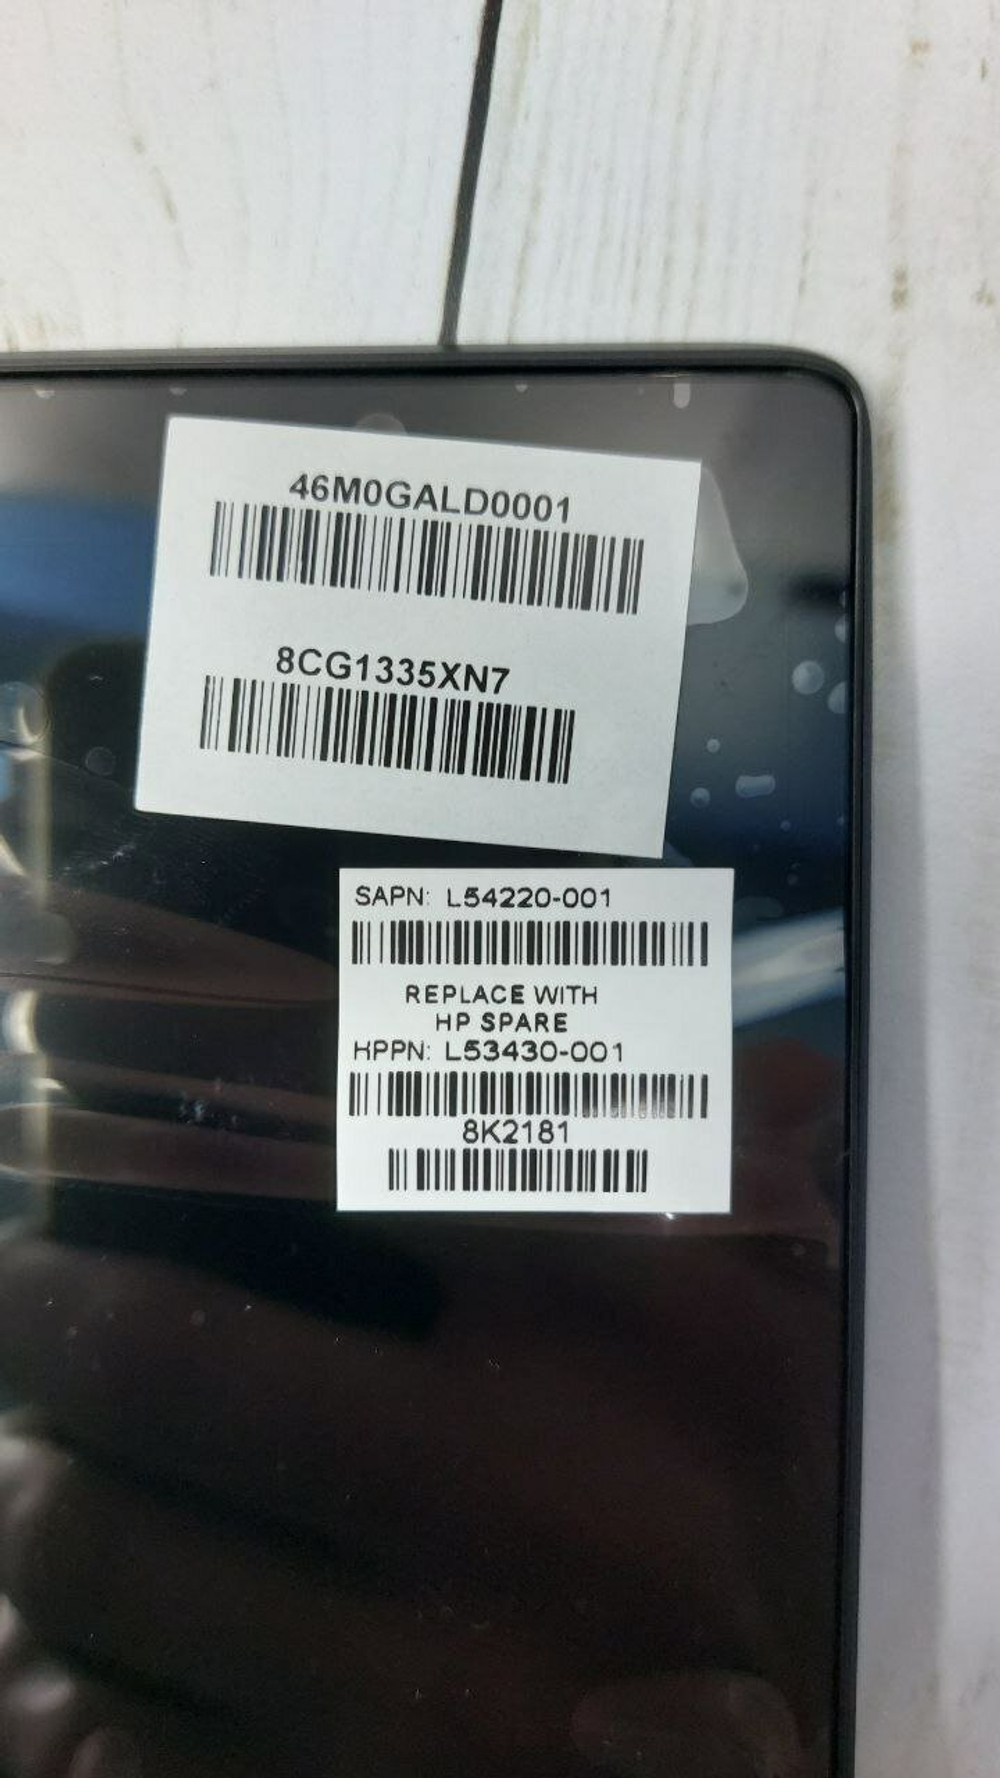 46M0GALD0001
8CG1335XN7
SAPN: L54220-001
REPLACE WITH
HP SPARE
HPPN: L53430-001
8K2181